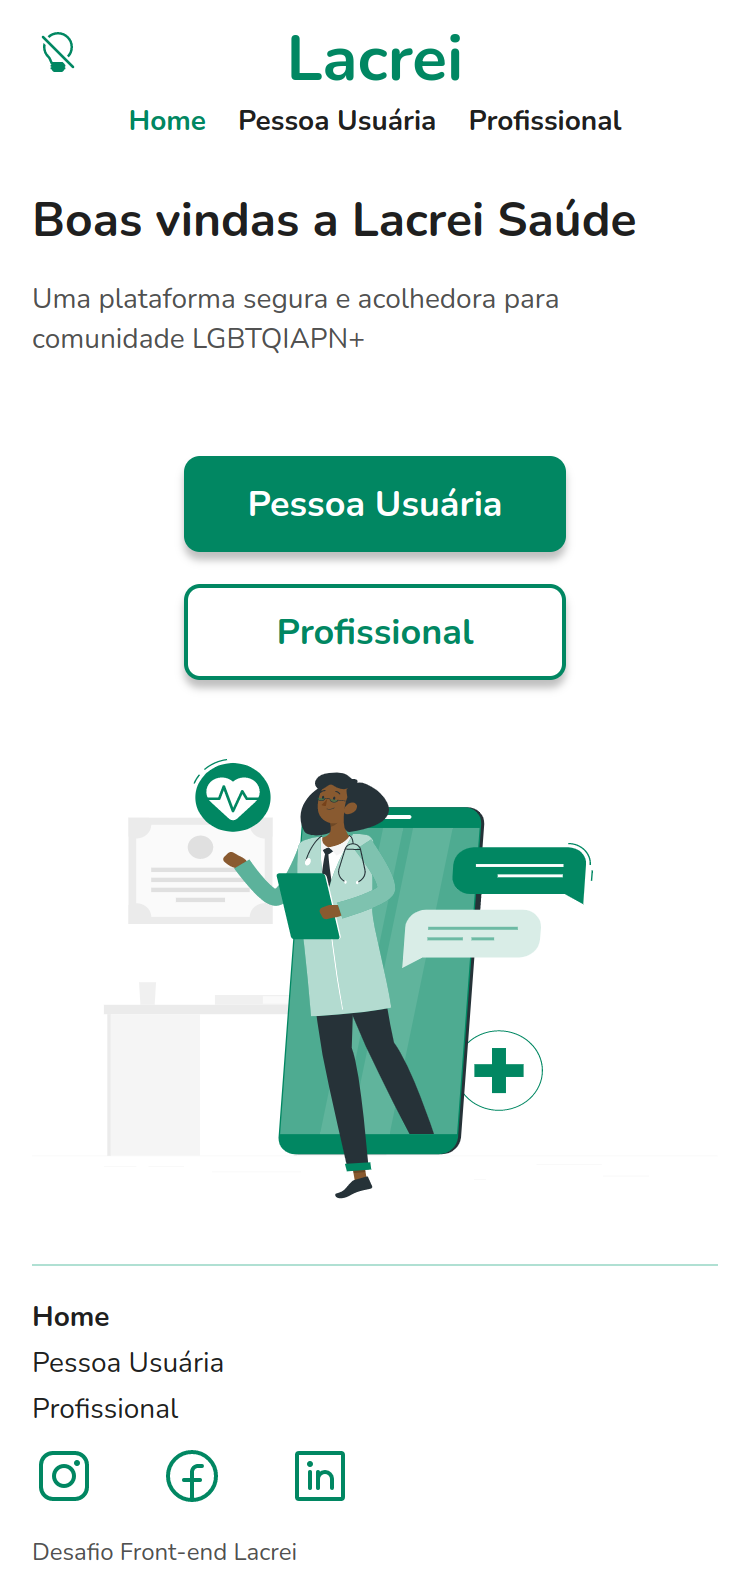 Lacrei
Home Pessoa Usuária Profissional
Boas vindas a Lacrei Saúde
Uma plataforma segura e acolhedora para
comunidade LGBTQIAPN+
Pessoa Usuária
Profissional
Home
Pessoa Usuária
Profissional
in
Desafio Front-end Lacrei